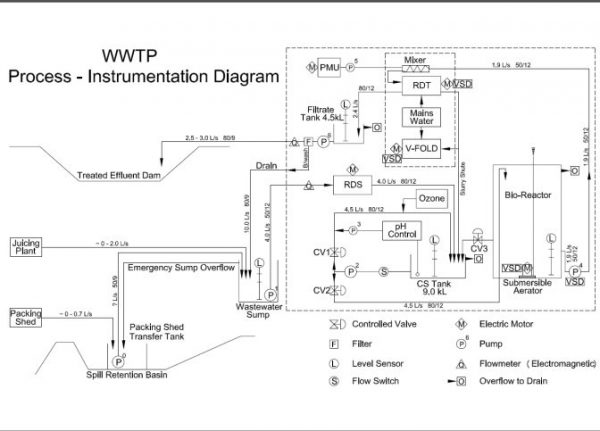 WWTP
Process - Instrumentation Diagram
Mixer
1,9 L/s 50/12
M
PMU
P
5
80/12
RDT
M
VSD
L
Filtrate
Tank 4.5kL
2,4 L/s
O
Mains
Water
V-FOLD
VSD
M
2,5 - 3,0 L/s 80/9
F
P
6
Treated Effluent Dam
Drain
B/wash
M
RDS
4,0 L/s 80/12
Slurry Shute
1,9 L/s 50/12
Ozone
Bio-Reactor
10,0 L/s 80/9
4,0 L/s 50/12
4,5 L/s 80/12
P
3
pH
Control
L
CV3
L
Juicing
Plant
~ 0 -2.0 L/s
CV1
O
Emergency Sump Overflow
L
P
2
S
VSD
M
1,9 L/s
50/12
P
4
VSD
7 L/s 50/9
P
1
CV2
CS Tank
9.0 kL
Submersible
Aerator
Wastewater
Sump
4,5 L/s 80/12
Packing
Shed
~ 0 -0.7 L/s
Packing Shed
Transfer Tank
P
0
Spill Retention Basin
Controlled Valve
M Electric Motor
F Filter
P 6 Pump
L Level Sensor
Flowmeter ( Electromagnetic)
S Flow Switch
O Overflow to Drain